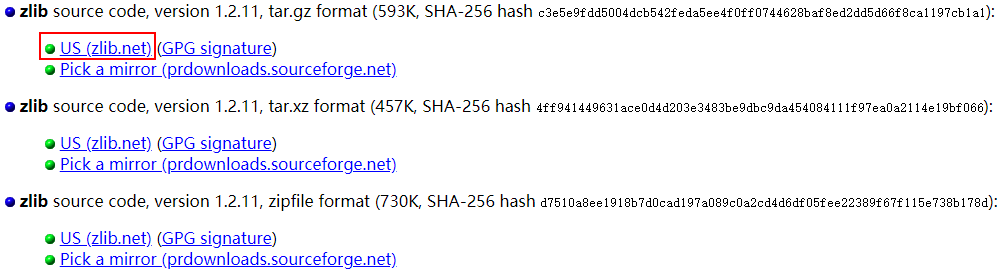 zlib source code, version 1.2.11, tar.gz format (593K, SHA-256 hash c3e5e9fdd5004dcb542feda5ee4f0ff0744628baf8ed2dd5d66f8ca1197cb1a1):
US (zlib.net) (GPG signature)
Pick a mirror (prdownloads.sourceforge.net)
zlib source code, version 1.2.11, tar.xz format (457K, SHA-256 hash 4ff941449631ace0d4d203e3483be9dbc9da454084111f97ea0a2114e19bf066):
US (zlib.net) (GPG signature)
Pick a mirror (prdownloads.sourceforge.net)
zlib source code, version 1.2.11, zipfile format (730K, SHA-256 hash d7510a8ee1918b7d0cad197a089c0a2cd4d6df05fee22389f67f115e738b178d):
US (zlib.net) (GPG signature)
Pick a mirror (prdownloads.sourceforge.net)